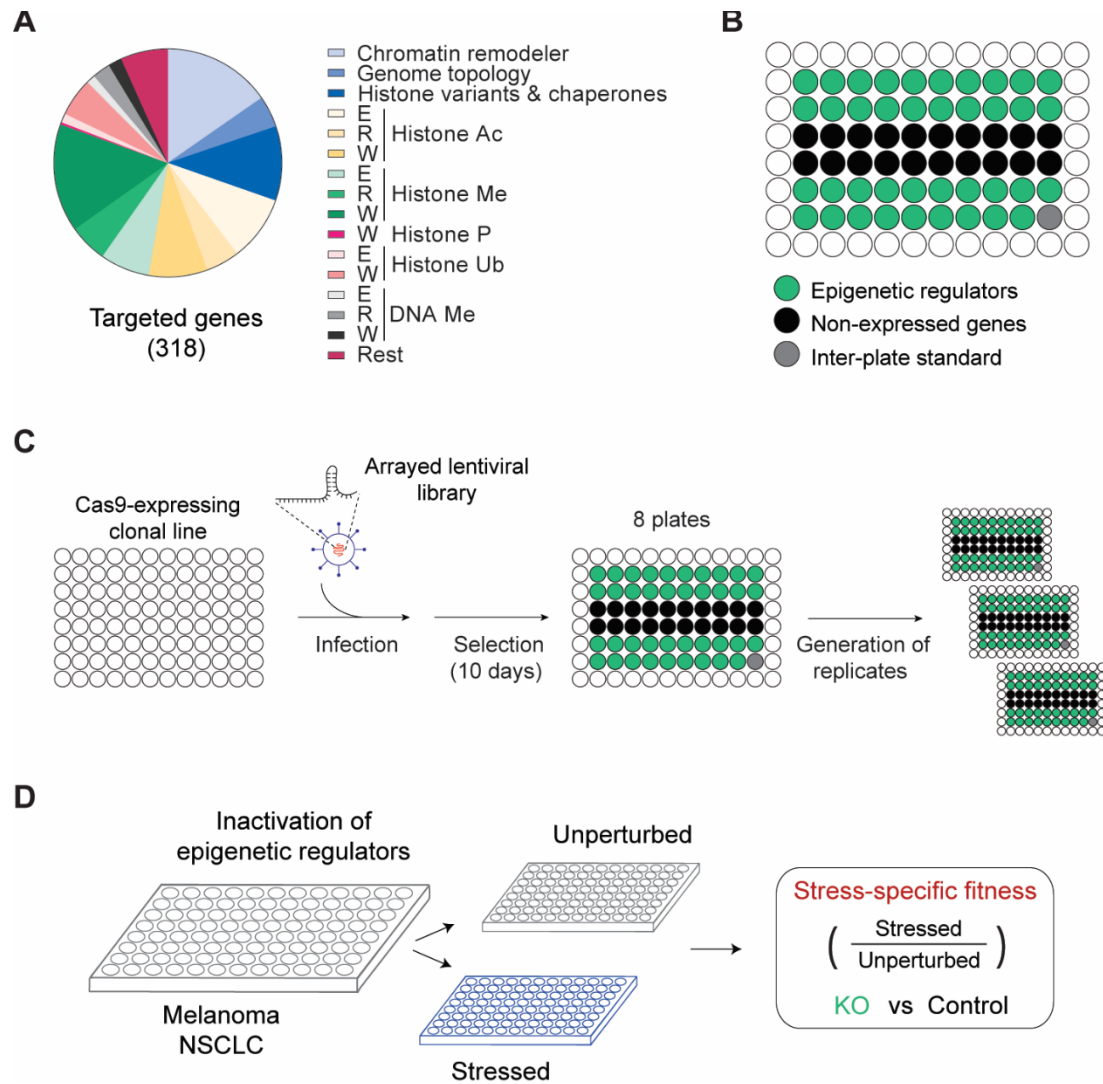 A
Chromatin remodeler
Genome topology
Histone variants & chaperones
E
R
W
Histone Ac
E
R
W
Histone Me
W
Histone P
E
W
Histone Ub
E
R
W
DNA Me
Rest
Targeted genes
(318)
B
Epigenetic regulators
Non-expressed genes
Inter-plate standard
C
Cas9-expressing
clonal line
Arrayed lentiviral
library
Infection
Selection
(10 days)
8 plates
Generation of
replicates
D
Inactivation of
epigenetic regulators
Melanoma
NSCLC
Unperturbed
Stressed
Stress-specific fitness
( Stressed
Unperturbed )
KO vs Control